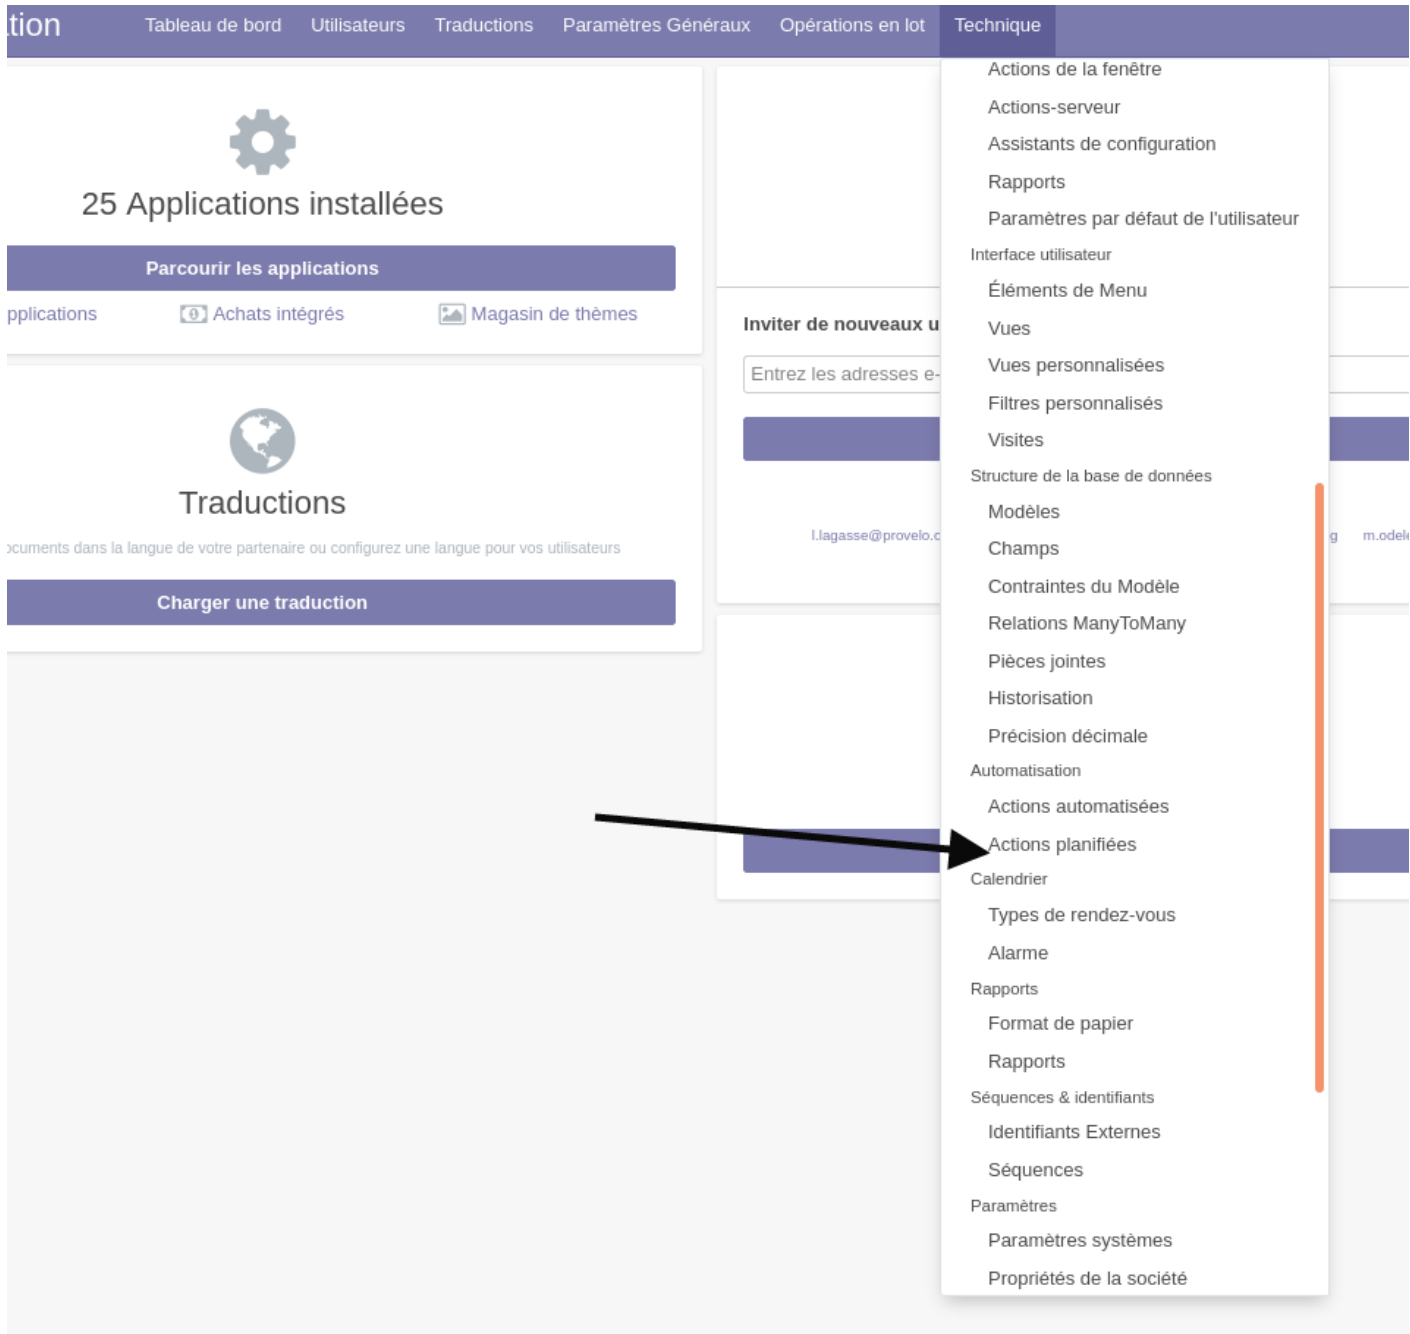 tion
Tableau de bord Utilisateurs Traductions Paramètres Généraux Opérations en lot Technique
25 Applications installées
Parcourir les applications
pplications Achats intégrés Magasin de thèmes
Traductions
ocuments dans la langue de votre partenaire ou configurez une langue pour vos utilisateurs
Charger une traduction
Inviter de nouveaux u
Entrez les adresses e-
l.lagasse@provelo.c
g m.odele
Actions de la fenêtre
Actions-serveur
Assistants de configuration
Rapports
Paramètres par défaut de l'utilisateur
Interface utilisateur
Éléments de Menu
Vues
Vues personnalisées
Filtres personnalisés
Visites
Structure de la base de données
Modèles
Champs
Contraintes du Modèle
Relations ManyToMany
Pièces jointes
Historisation
Précision décimale
Automatisation
Actions automatisées
Actions planifiées
Calendrier
Types de rendez-vous
Alarme
Rapports
Format de papier
Rapports
Séquences & identifiants
Identifiants Externes
Séquences
Paramètres
Paramètres systèmes
Propriétés de la société